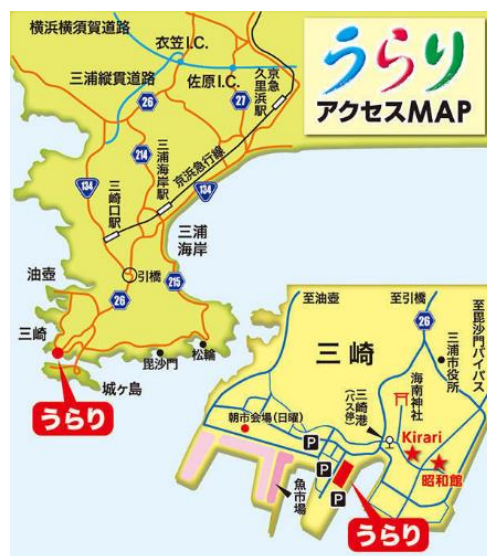 うらり
アクセスMAP
横浜横須賀道路
衣笠I.C.
三浦縦貫道路
佐原I.C.
京急
久里浜駅
26
27
214
134
三浦海岸駅
京浜急行線
134
三崎口駅
三浦
海岸
引橋
215
油壺
26
三崎
毘沙門
松輪
城ヶ島
うらり
至油壺
至引橋
至毘沙門バイパス
26
三崎
三浦市役所
海南神社
三崎港
(バス停)
朝市会場(日曜)
P
Kirari
P
昭和館
魚市場
P
うらり